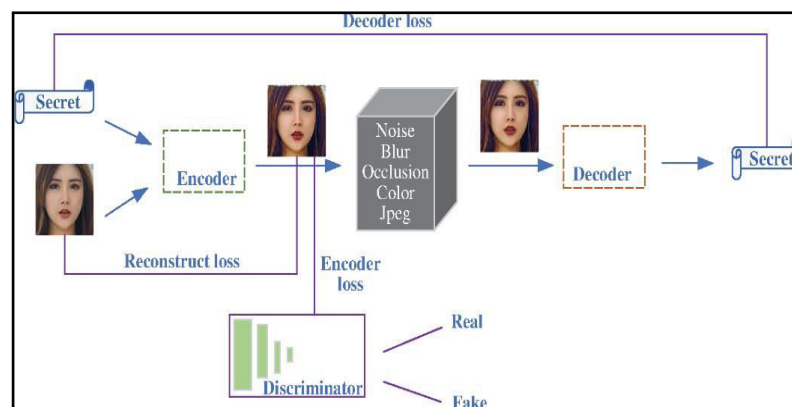 Decoder loss
Secret
Encoder
Noise
Blur
Occlusion
Color
Jpeg
Decoder
Secret
Reconstruct loss
Encoder
loss
Discriminator
Real
Fake